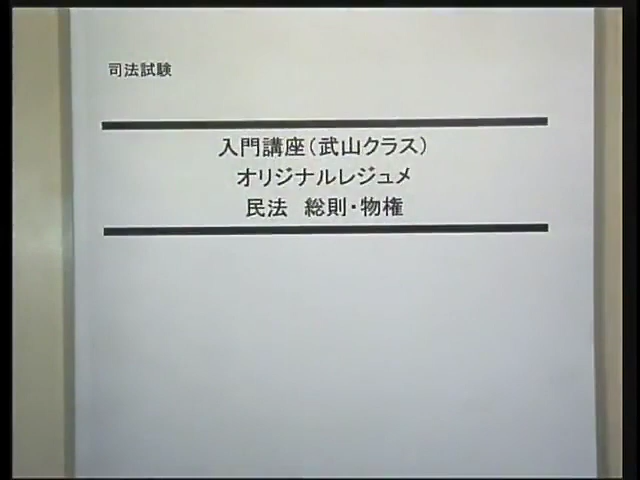 司法試験
入門講座（武山クラス）
オリジナルレジュメ
民法　総則・物権